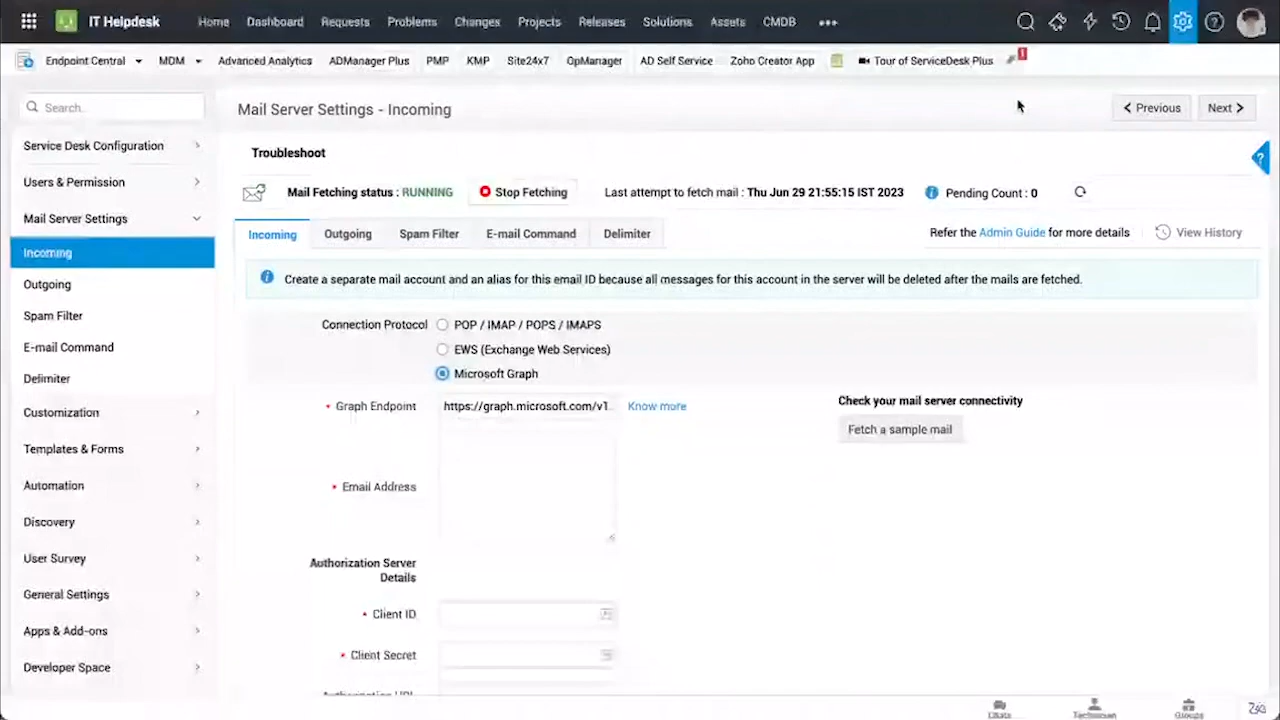 IT Helpdesk Home Dashboard Requests Problems Changes Projects Releases Solutions Assets CMDB
Endpoint Central MDM Advanced Analytics ADManager Plus PMP KMP Site24x7 OpManager AD Self Service Zoho Creator App Tour of ServiceDesk Plus 1
Search..
Mail Server Settings - Incoming
Previous Next
Service Desk Configuration
Users & Permission
Mail Server Settings
Incoming
Outgoing
Spam Filter
E-mail Command
Delimiter
Customization
Templates & Forms
Automation
Discovery
User Survey
General Settings
Apps & Add-ons
Developer Space
Troubleshoot
Mail Fetching status : RUNNING Stop Fetching Last attempt to fetch mail : Thu Jun 29 21:55:15 IST 2023 Pending Count : 0
Incoming Outgoing Spam Filter E-mail Command Delimiter Refer the Admin Guide for more details View History
Create a separate mail account and an alias for this email ID because all messages for this account in the server will be deleted after the mails are fetched.
Connection Protocol POP / IMAP / POPS / IMAPS
EWS (Exchange Web Services)
Microsoft Graph
* Graph Endpoint https://graph.microsoft.com/v1. Know more
Check your mail server connectivity
Fetch a sample mail
* Email Address
Authorization Server
Details
* Client ID
* Client Secret
Chats Technician Groups